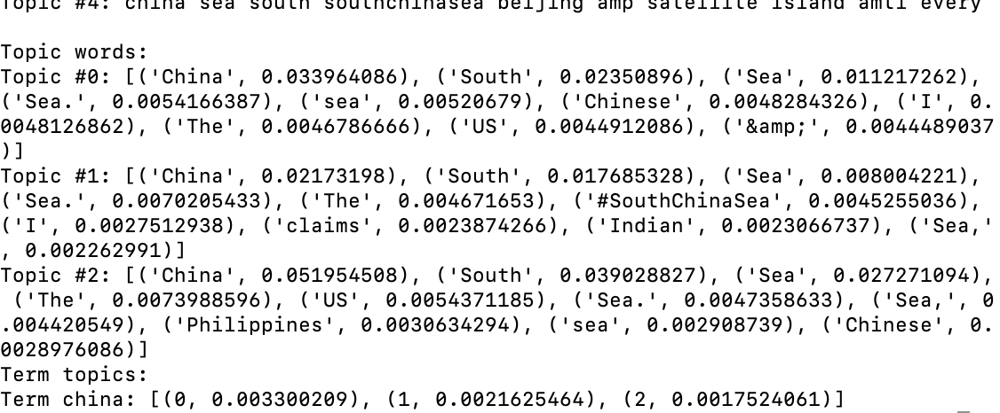 Topic #4: china sea south southchinasea beijing amp satellite island amti every

Topic words:
Topic #0: [('China', 0.033964086), ('South', 0.02350896), ('Sea', 0.011217262),
('Sea.', 0.0054166387), ('sea', 0.00520679), ('Chinese', 0.0048284326), ('I', 0.
0048126862), ('The', 0.0046786666), ('US', 0.0044912086), ('&amp;', 0.0044489037
)]
Topic #1: [('China', 0.02173198), ('South', 0.017685328), ('Sea', 0.008004221),
('Sea.', 0.0070205433), ('The', 0.004671653), ('#SouthChinaSea', 0.0045255036),
('I', 0.0027512938), ('claims', 0.0023874266), ('Indian', 0.0023066737), ('Sea,'
, 0.002262991)]
Topic #2: [('China', 0.051954508), ('South', 0.039028827), ('Sea', 0.027271094),
 ('The', 0.0073988596), ('US', 0.0054371185), ('Sea.', 0.0047358633), ('Sea,', 0
.004420549), ('Philippines', 0.0030634294), ('sea', 0.002908739), ('Chinese', 0.
0028976086)]
Term topics:
Term china: [(0, 0.003300209), (1, 0.0021625464), (2, 0.0017524061)]